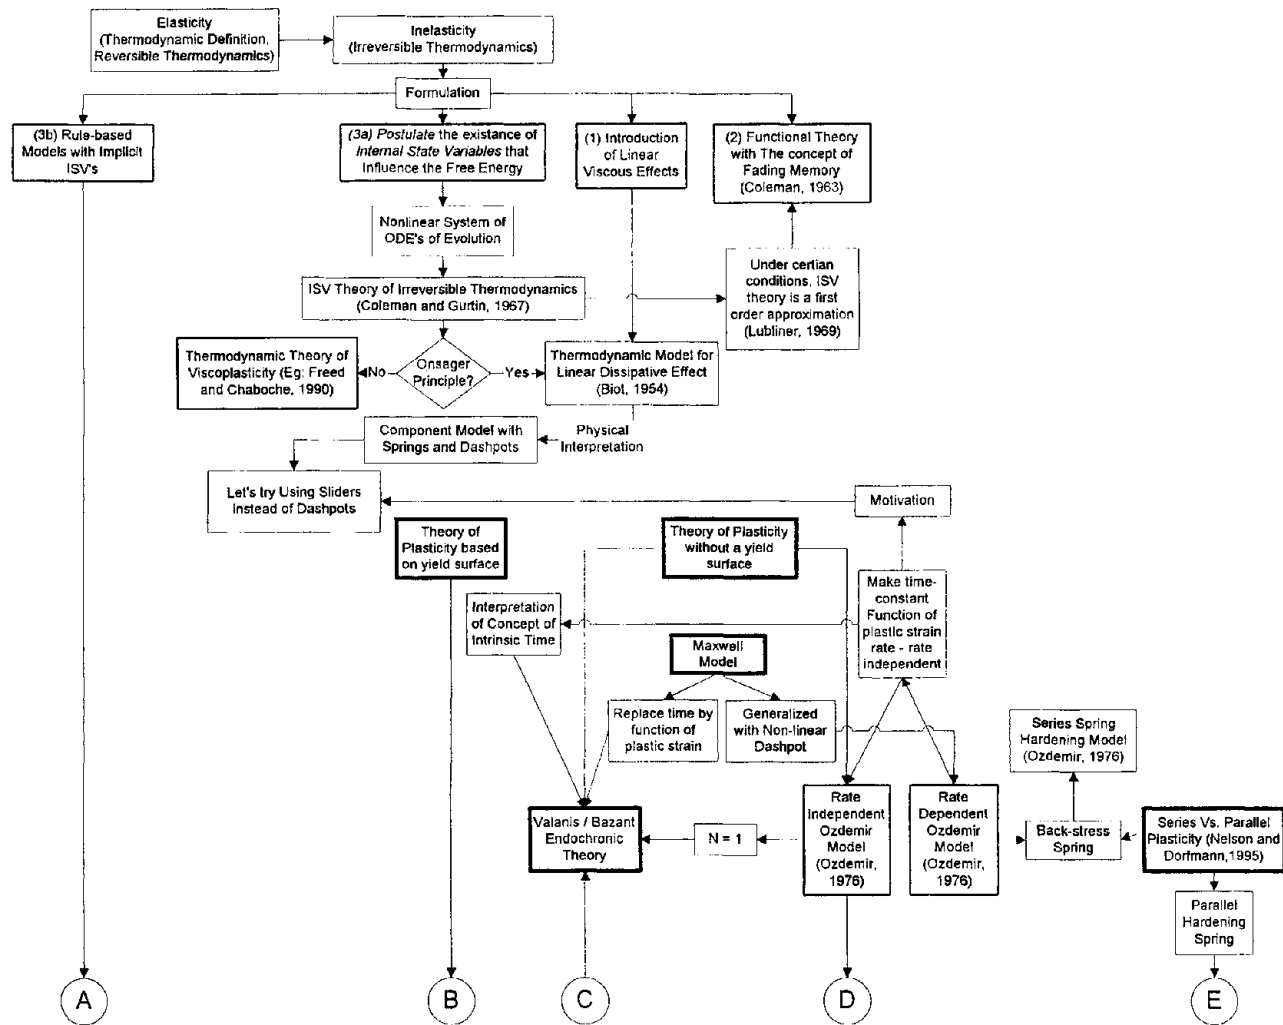 Elasticity
(Thermodynamic Definition,
Reversible Thermodynamics)
Inelasticity
(Irreversible Thermodynamics)
Formulation
(3b) Rule-based
Models with Implicit
ISV's
(3a) Postulate the existance of
Internal State Variables that
Influence the Free Energy
(1) Introduction
of Linear
Viscous Effects
(2) Functional Theory
with The concept of
Fading Memory
(Coleman, 1963)
Nonlinear System of
ODE's of Evolution
ISV Theory of Irreversible Thermodynamics
(Coleman and Gurtin, 1967)
Under certian
conditions, ISV
theory is a first
order approximation
(Lubliner, 1969)
Thermodynamic Theory of
Viscoplasticity (Eg: Freed
and Chaboche, 1990)
No
Onsager
Principle?
Yes
Thermodynamic Model for
Linear Dissipative Effect
(Biot, 1954)
Component Model with
Springs and Dashpots
Physical
Interpretation
Let's try Using Sliders
Instead of Dashpots
Motivation
Theory of
Plasticity based
on yield surface
Theory of Plasticity
without a yield
surface
Make time-
constant
Function of
plastic strain
rate - rate
independent
Interpretation
of Concept of
Intrinsic Time
Maxwell
Model
Replace time by
function of
plastic strain
Generalized
with Non-linear
Dashpot
Series Spring
Hardening Model
(Ozdemir, 1976)
Valanis / Bazant
Endochronic
Theory
N = 1
Rate
Independent
Ozdemir
Model
(Ozdemir,
1976)
Rate
Dependent
Ozdemir
Model
(Ozdemir,
1976)
Back-stress
Spring
Series Vs. Parallel
Plasticity (Nelson and
Dorfmann,1995)
Parallel
Hardening
Spring
A
B
C
D
E